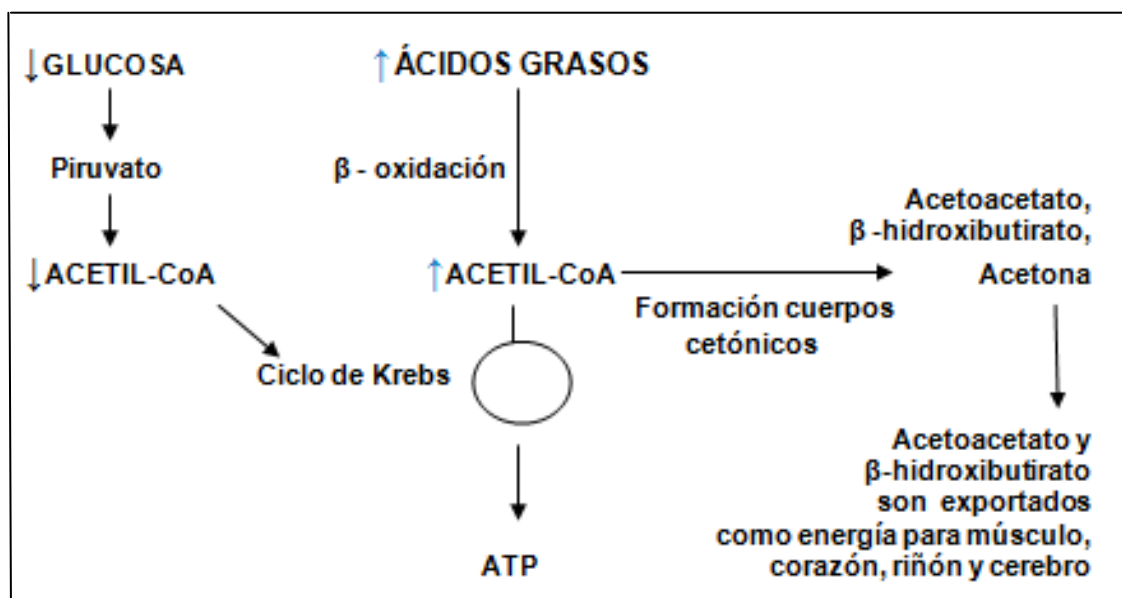 ↓GLUCOSA
↑ÁCIDOS GRASOS
Piruvato
β - oxidación
Acetoacetato,
β -hidroxibutirato,
Acetona
↓ACETIL-CoA
↑ACETIL-CoA
Formación cuerpos
cetónicos
Ciclo de Krebs
Acetoacetato y
β-hidroxibutirato
son exportados
como energía para músculo,
corazón, riñón y cerebro
ATP